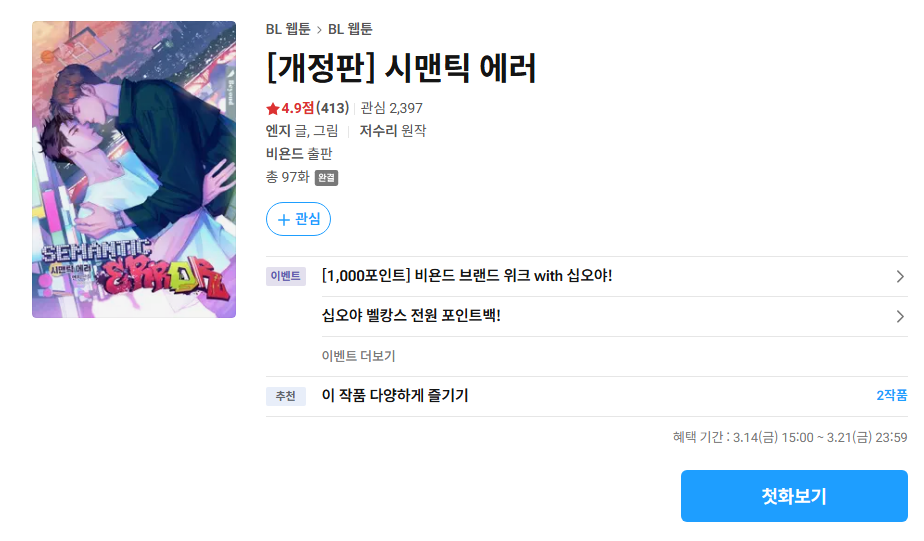 BL 웹툰 > BL 웹툰
[개정판] 시맨틱 에러
4.9점(413) 관심 2,397
엔지 글, 그림 저수리 원작
비욘드 출판
총 97화 완결
+ 관심
Beyond
SEMANTIC
시맨틱 에러
ERROR
이벤트 [1,000포인트] 비욘드 브랜드 위크 with 십오야!
십오야 벨캉스 전원 포인트백!
이벤트 더보기
추천 이 작품 다양하게 즐기기 2작품
혜택 기간 : 3.14(금) 15:00 ~ 3.21(금) 23:59
첫화보기